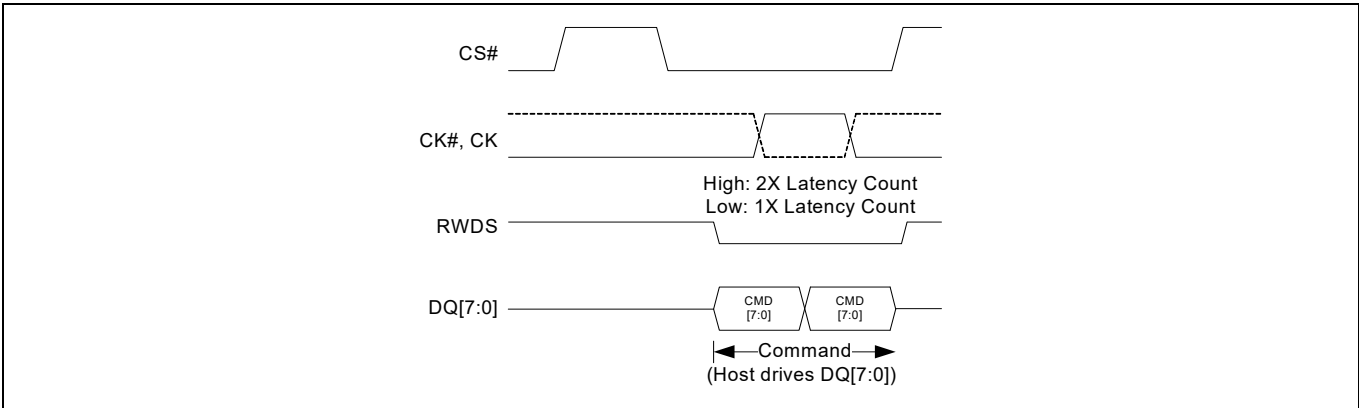 CS#
CK#, CK
High: 2X Latency Count
Low: 1X Latency Count
RWDS
DQ[7:0]
CMD
[7:0]
CMD
[7:0]
Command
(Host drives DQ[7:0])